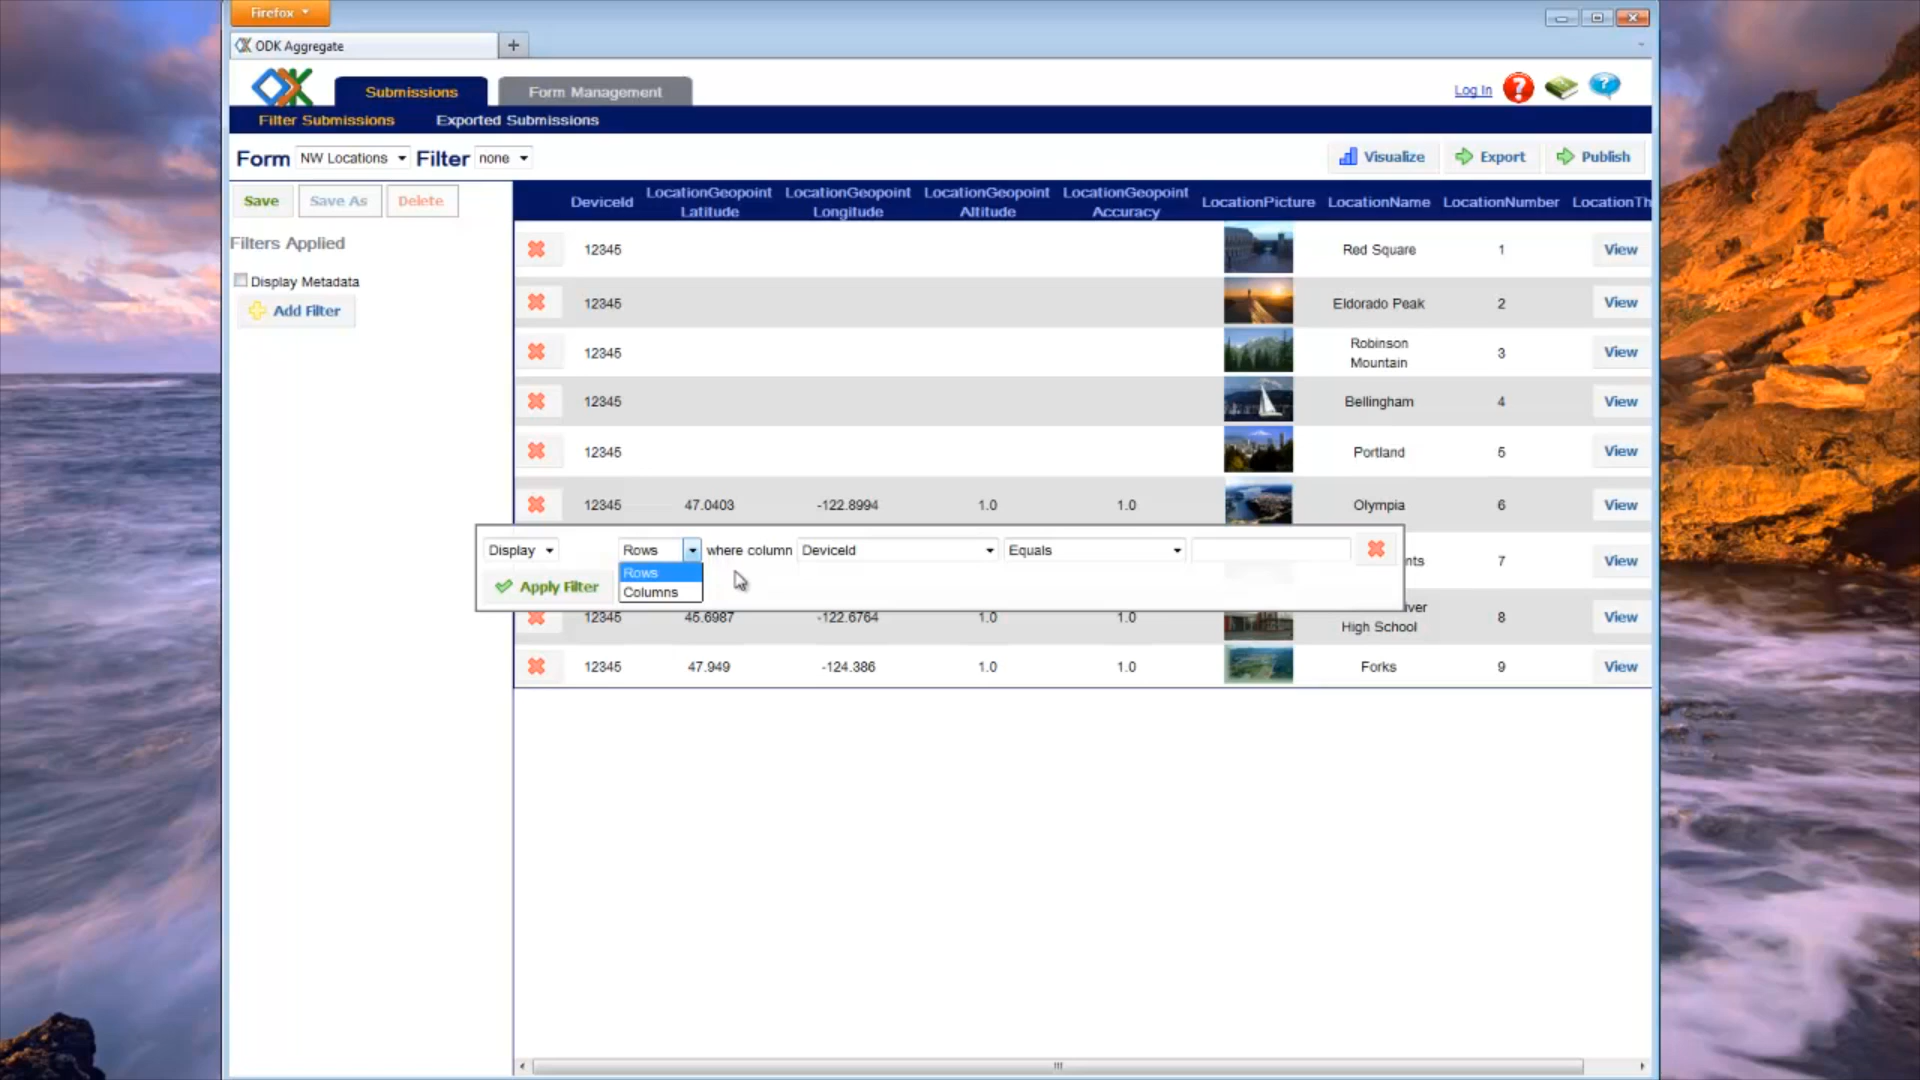 Firefox
ODK Aggregate
Submissions
Form Management
Log In
Filter Submissions
Exported Submissions
Form NW Locations Filter none
Visualize
Export
Publish
Save
Save As
Delete
Filters Applied
Display Metadata
Add Filter
DeviceId
LocationGeopoint Latitude
LocationGeopoint Longitude
LocationGeopoint Altitude
LocationGeopoint Accuracy
LocationPicture
LocationName
LocationNumber
LocationTh
12345 Red Square 1 View
12345 Eldorado Peak 2 View
12345 Robinson Mountain 3 View
12345 Bellingham 4 View
12345 Portland 5 View
12345 47.0403 -122.8994 1.0 1.0 Olympia 6 View
Display Rows where column DeviceId Equals
Rows
Columns
Apply Filter
nts 7 View
12345 45.6987 -122.6764 1.0 1.0 iver High School 8 View
12345 47.949 -124.386 1.0 1.0 Forks 9 View